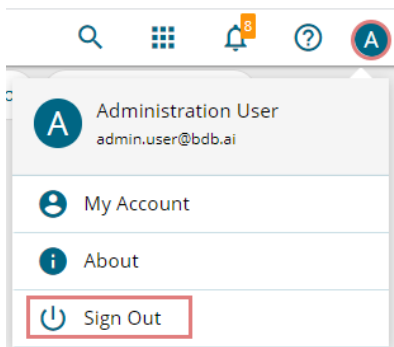 8
?
A
A
Administration User
admin.user@bdb.ai
My Account
i About
Sign Out